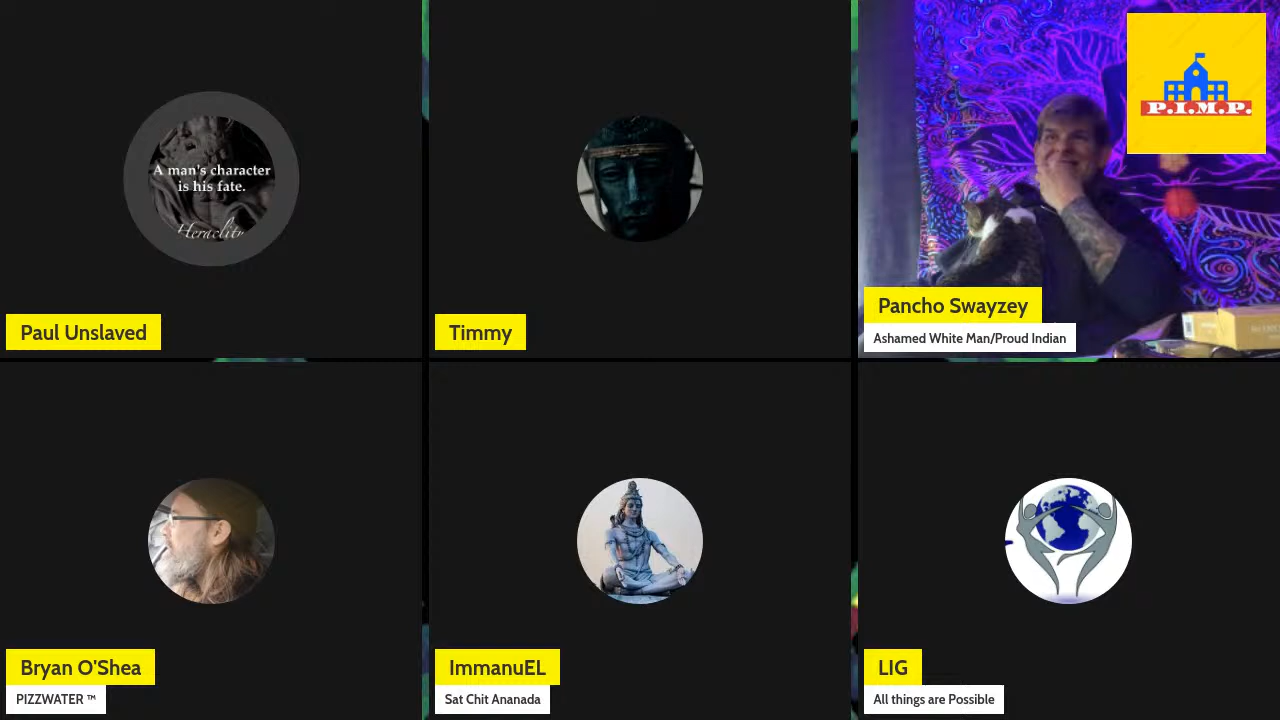 A man's character
is his fate.
Heraclitv
Paul Unslaved
Timmy
P.I.M.P.
Pancho Swayzey
Ashamed White Man/Proud Indian
Bryan O'Shea
PIZZWATER ™
ImmanuEL
Sat Chit Ananada
LIG
All things are Possible